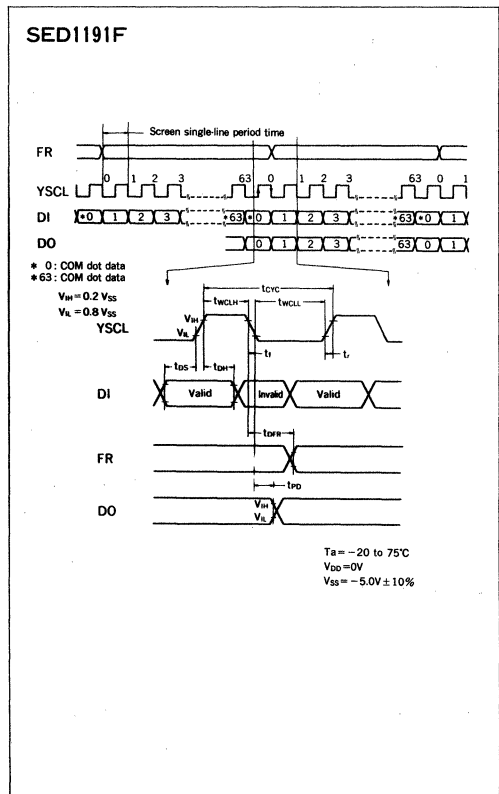 SED1191F
Screen single-line period time
FR
0 1 2 3 63 0 1 2 3 63 0 1
YSCL
DI *0 1 2 3 *63 *0 1 2 3 *63 *0 1
DO 0 1 2 3 63 0 1
* 0: COM dot data
* 63: COM dot data
VIH = 0.2 VSS
VIL = 0.8 VSS
tCYC
tWCLH tWCLL
VIH
YSCL VIL
tf tr
tDS tDH
DI Valid Invalid Valid
tDFR
FR
tPD
DO VIH
VIL
Ta = −20 to 75°C
VDD = 0V
VSS = −5.0V ± 10%